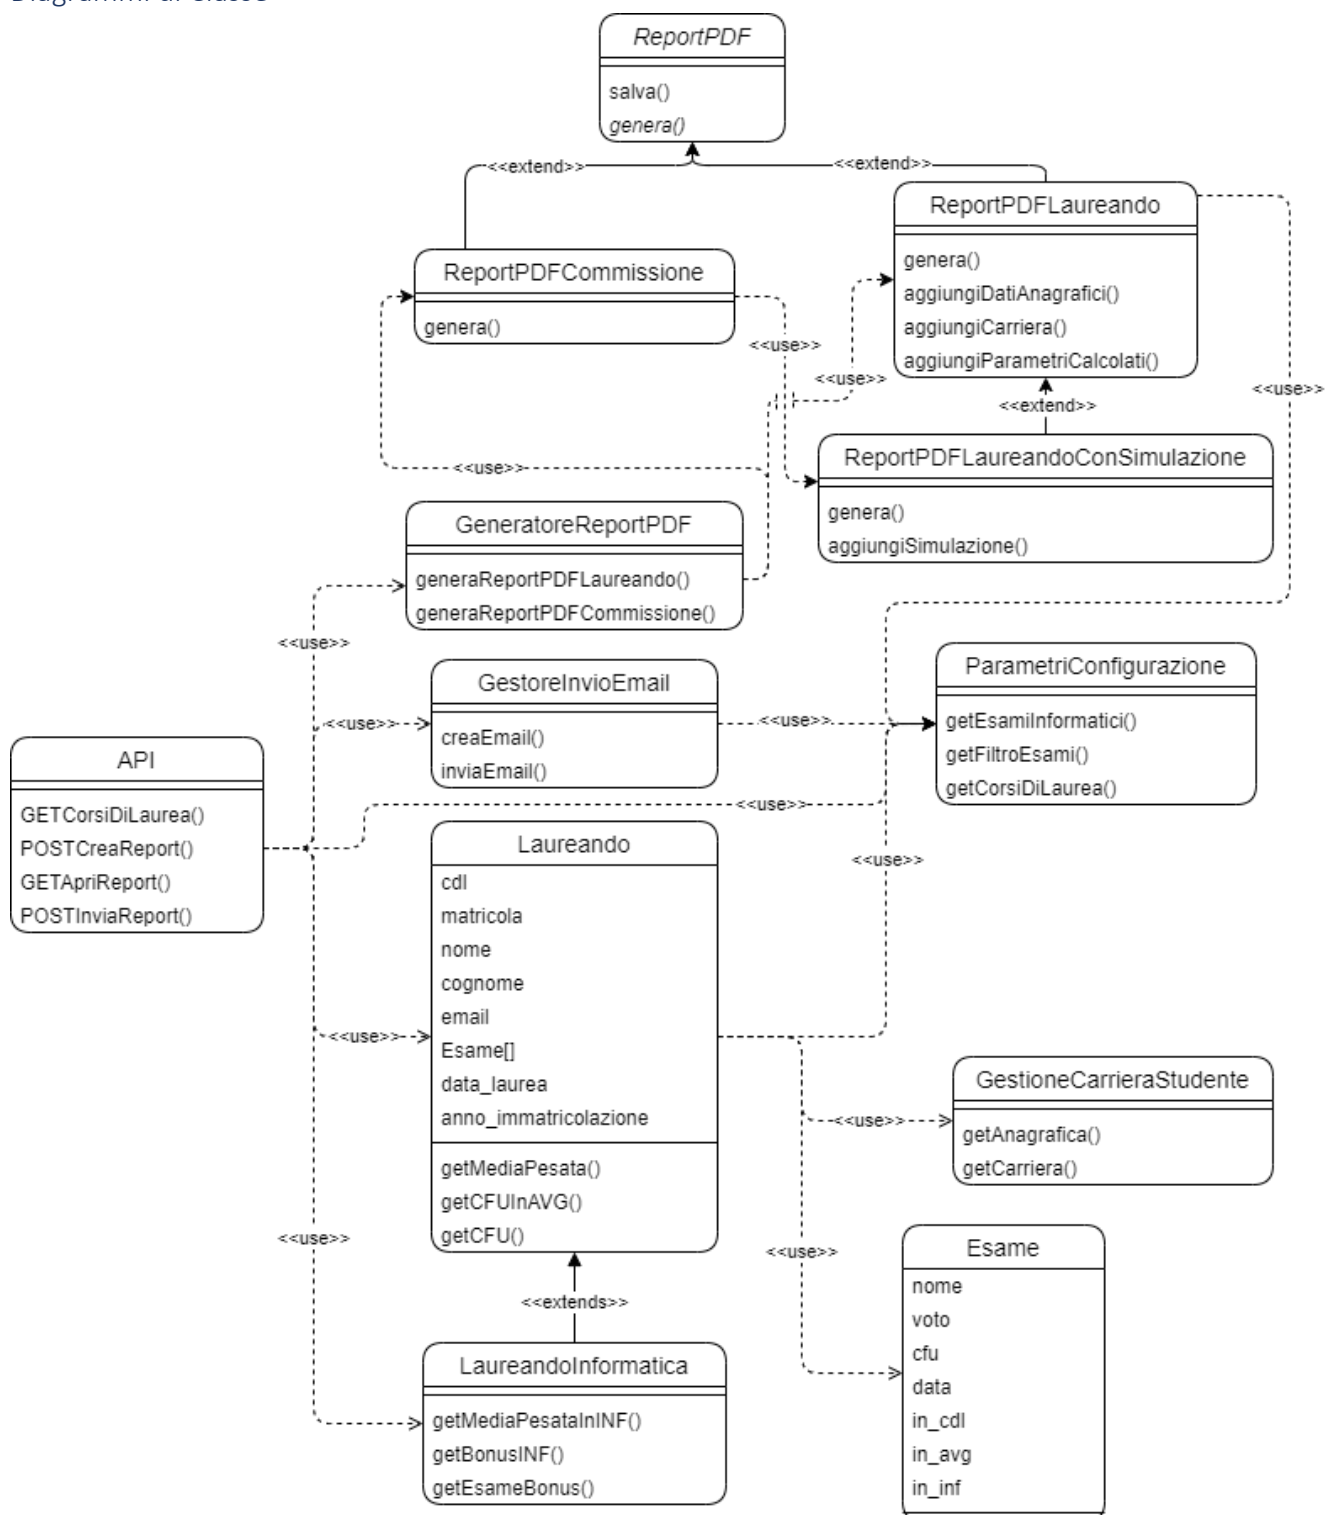 Diagrammi di Classe
ReportPDF
salva()
genera()
<<extend>>
<<extend>>
ReportPDFLaureando
genera()
aggiungiDatiAnagrafici()
aggiungiCarriera()
aggiungiParametriCalcolati()
ReportPDFCommissione
genera()
<<use>>
<<use>>
<<use>>
<<extend>>
ReportPDFLaureandoConSimulazione
genera()
aggiungiSimulazione()
<<use>>
GeneratoreReportPDF
generaReportPDFLaureando()
generaReportPDFCommissione()
<<use>>
GestoreInvioEmail
creaEmail()
inviaEmail()
<<use>>
<<use>>
ParametriConfigurazione
getEsamiInformatici()
getFiltroEsami()
getCorsiDiLaurea()
API
GETCorsiDiLaurea()
POSTCreaReport()
GETApriReport()
POSTInviaReport()
<<use>>
<<use>>
Laureando
cdl
matricola
nome
cognome
email
Esame[]
data_laurea
anno_immatricolazione
getMediaPesata()
getCFUInAVG()
getCFU()
<<use>>
GestioneCarrieraStudente
getAnagrafica()
getCarriera()
<<use>>
<<use>>
<<use>>
Esame
nome
voto
cfu
data
in_cdl
in_avg
in_inf
<<extends>>
LaureandoInformatica
getMediaPesataInINF()
getBonusINF()
getEsameBonus()